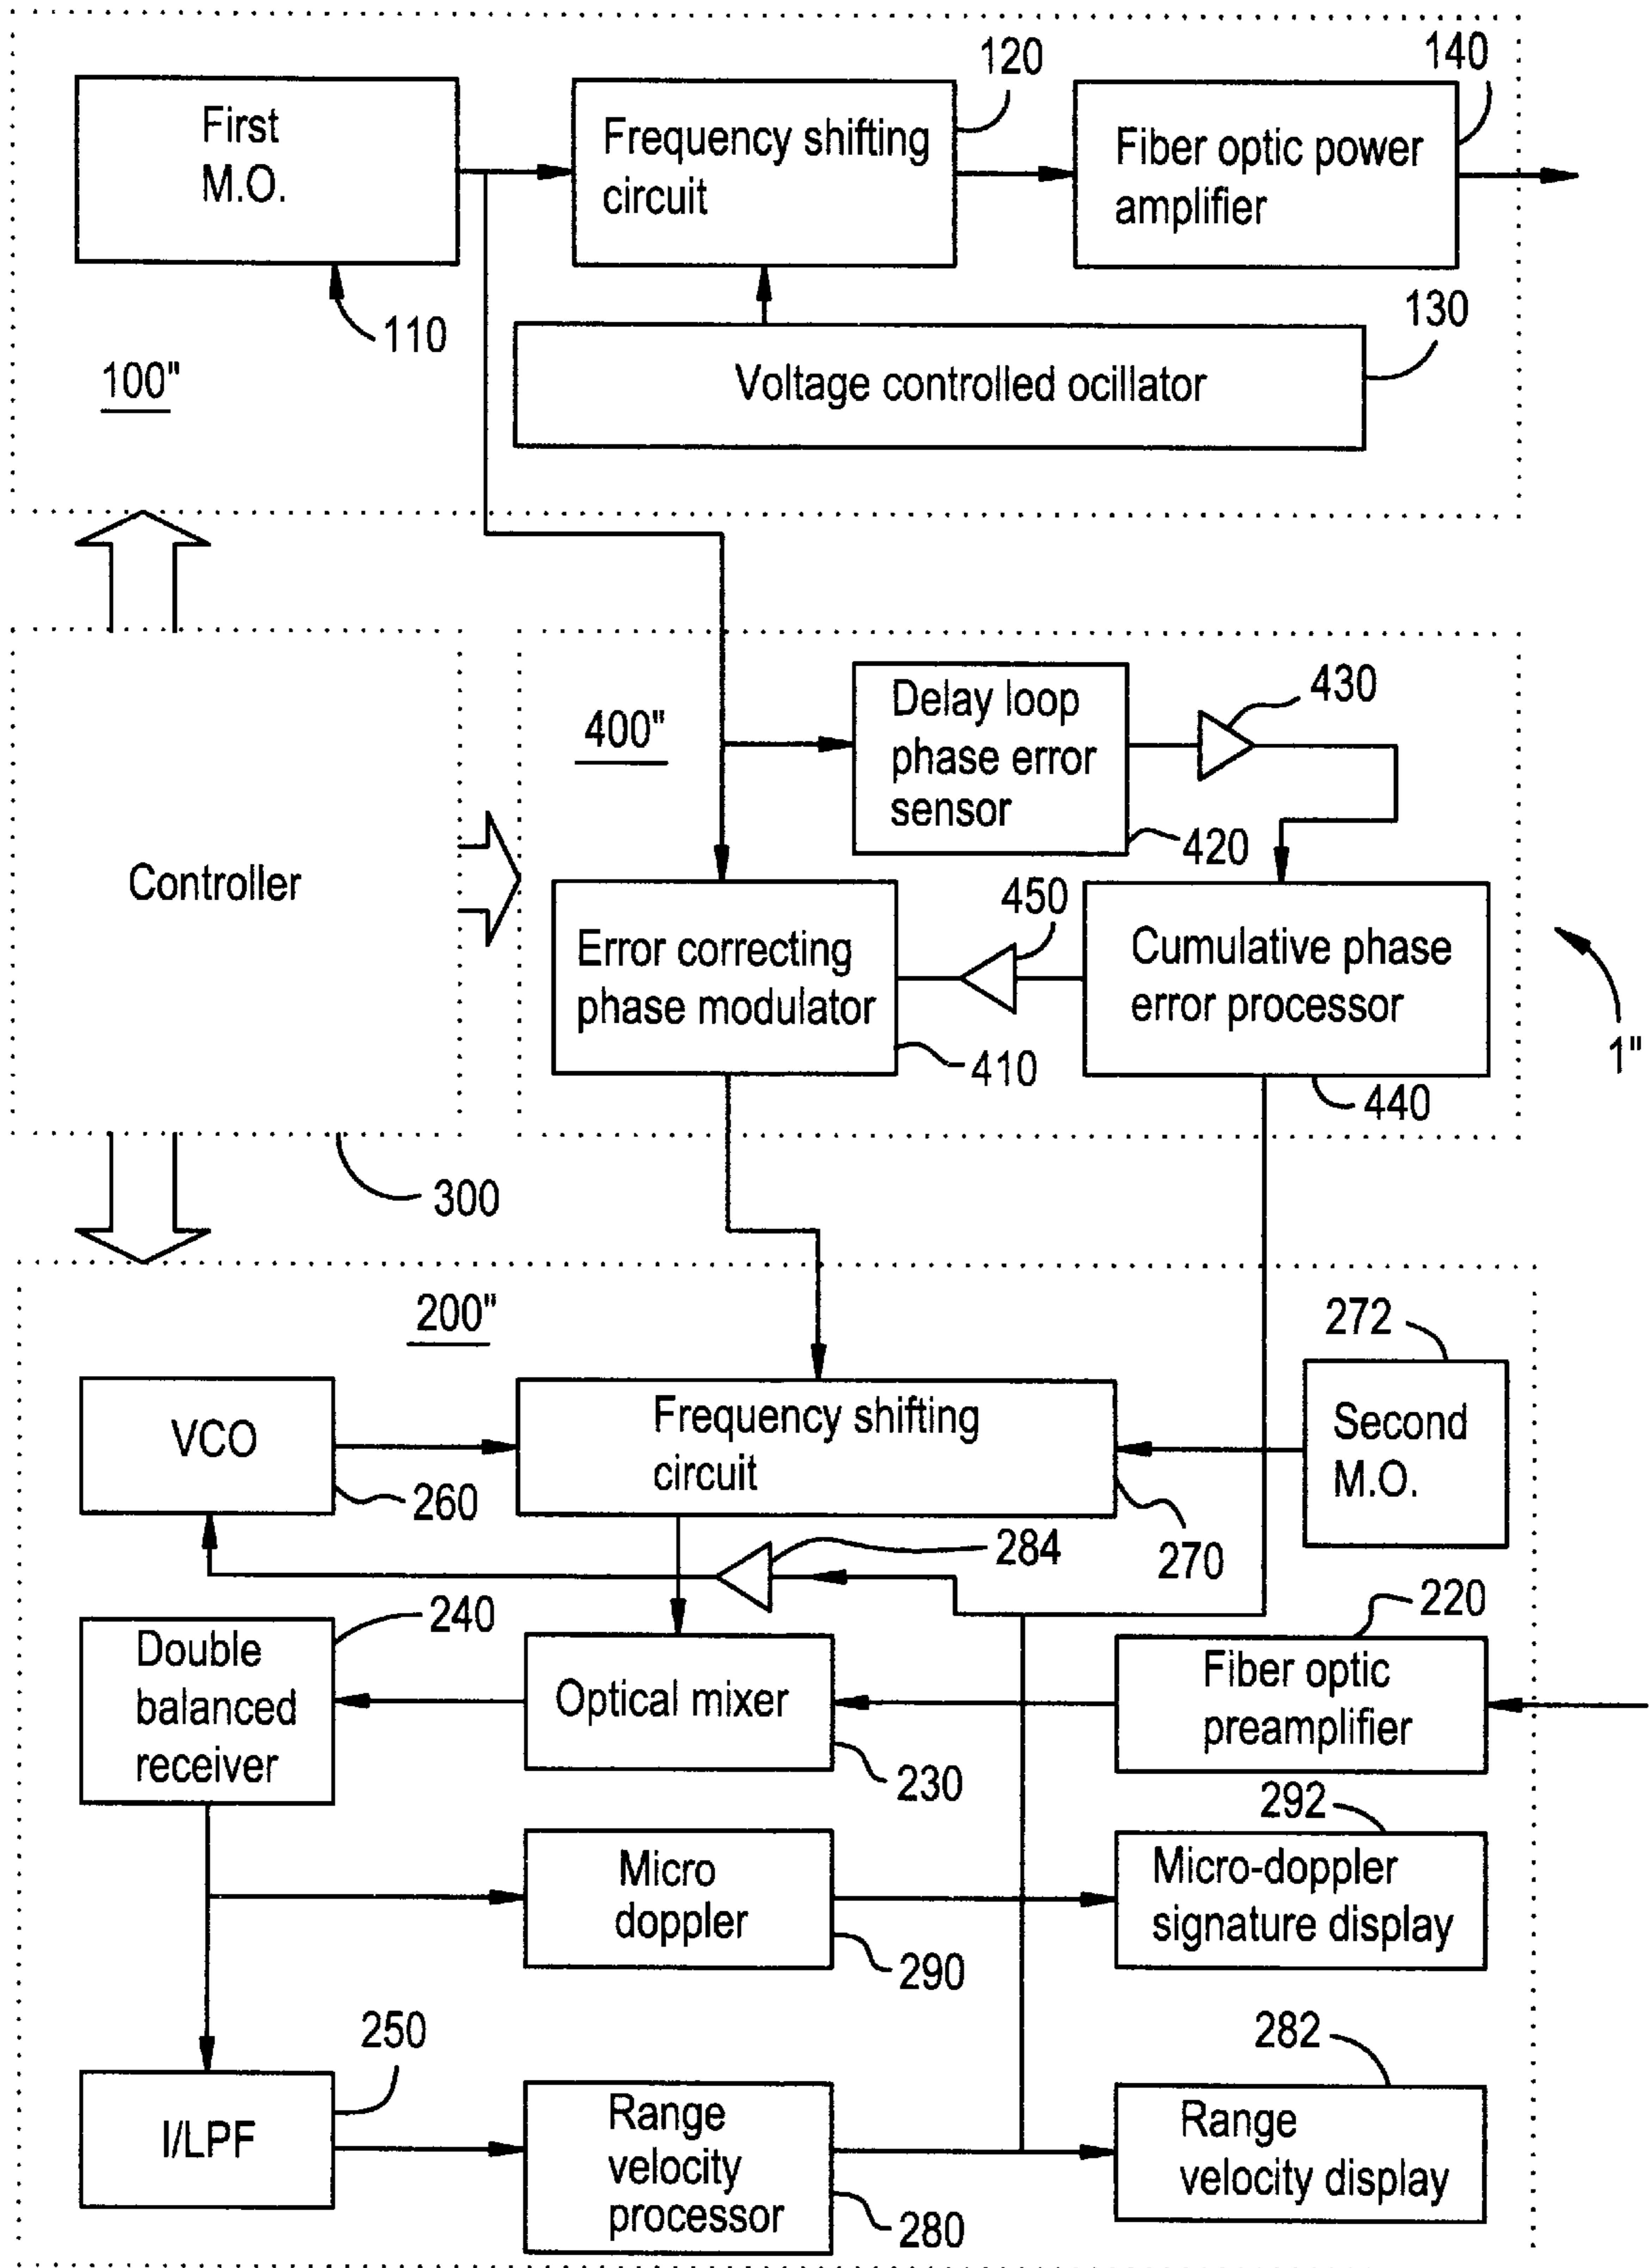 120
140
First
M.O.
Frequency shifting
circuit
Fiber optic power
amplifier
110
130
100"
Voltage controlled ocillator
430
400"
Delay loop
phase error
sensor
420
Controller
450
Error correcting
phase modulator
Cumulative phase
error processor
1"
410
440
300
200"
272
VCO
Frequency shifting
circuit
Second
M.O.
260
284
270
240
220
Double
balanced
receiver
Optical mixer
Fiber optic
preamplifier
230
292
Micro
doppler
Micro-doppler
signature display
290
250
282
I/LPF
Range
velocity
processor
Range
velocity display
280